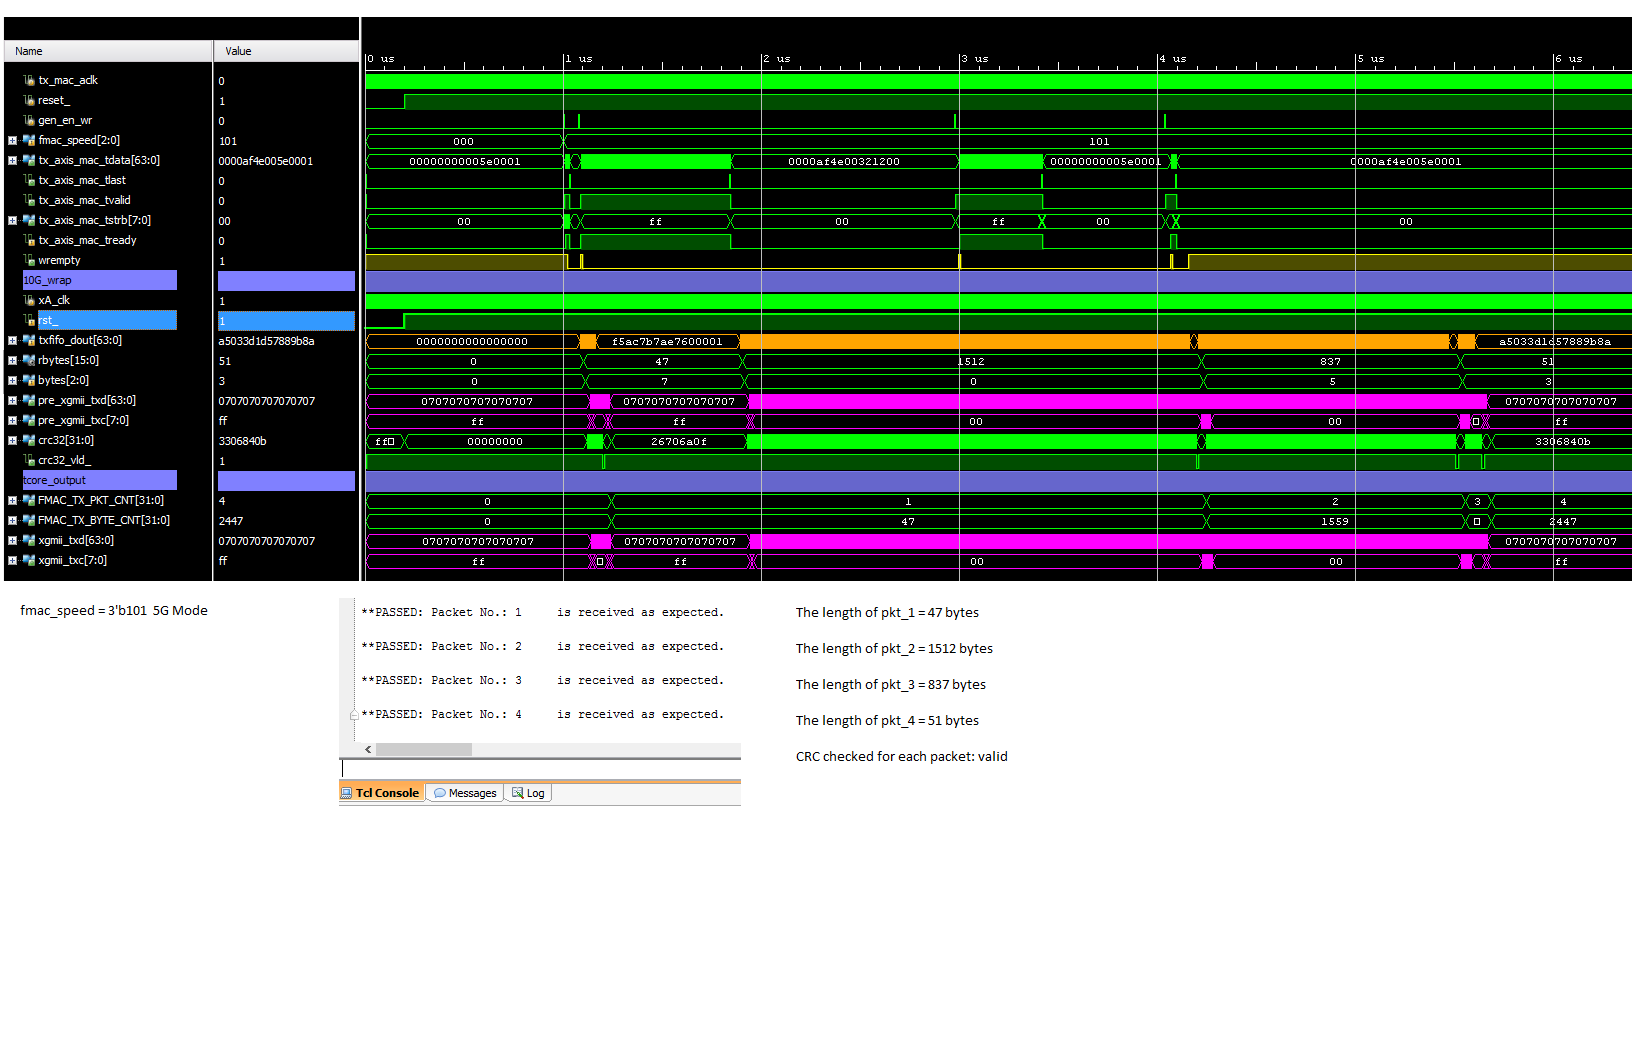 Name Value
0 us 1 us 2 us 3 us 4 us 5 us 6 us
tx_mac_aclk 0
reset_ 1
gen_en_wr 0
fmac_speed[2:0] 101 000 101
tx_axis_mac_tdata[63:0] 0000af4e005e0001 00000000005e0001 0000af4e00321200 00000000005e0001 0000af4e005e0001
tx_axis_mac_tlast 0
tx_axis_mac_tvalid 0
tx_axis_mac_tstrb[7:0] 00 00 ff 00 ff 00 00
tx_axis_mac_tready 0
wrempty 1
10G_wrap
xA_clk 1
rst_ 1
txfifo_dout[63:0] a5033d1d57889b8a 0000000000000000 f5ac7b7ae7600001 a5033d1d57889b8a
rbytes[15:0] 51 0 47 1512 837 51
bytes[2:0] 3 0 7 0 5 3
pre_xgmii_txd[63:0] 0707070707070707 0707070707070707 0707070707070707 0707070707070707
pre_xgmii_txc[7:0] ff ff ff 00 00 ff
crc32[31:0] 3306840b ff 00000000 26706a0f 3306840b
crc32_vld_ 1
tcore_output
FMAC_TX_PKT_CNT[31:0] 4 0 1 2 3 4
FMAC_TX_BYTE_CNT[31:0] 2447 0 47 1559 2447
xgmii_txd[63:0] 0707070707070707 0707070707070707 0707070707070707 0707070707070707
xgmii_txc[7:0] ff ff ff 00 00 ff
fmac_speed = 3'b101 5G Mode
**PASSED: Packet No.: 1 is received as expected.
**PASSED: Packet No.: 2 is received as expected.
**PASSED: Packet No.: 3 is received as expected.
**PASSED: Packet No.: 4 is received as expected.
Tcl Console Messages Log
The length of pkt_1 = 47 bytes
The length of pkt_2 = 1512 bytes
The length of pkt_3 = 837 bytes
The length of pkt_4 = 51 bytes
CRC checked for each packet: valid